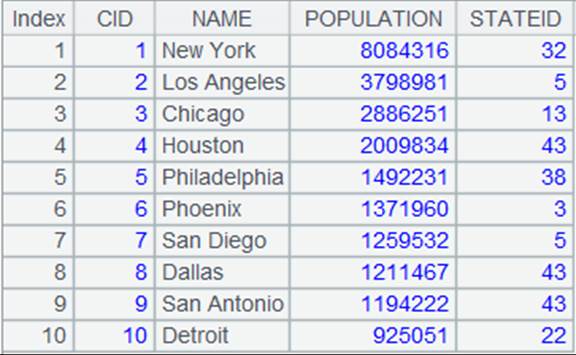 Index CID NAME POPULATION STATEID
1 1 New York 8084316 32
2 2 Los Angeles 3798981 5
3 3 Chicago 2886251 13
4 4 Houston 2009834 43
5 5 Philadelphia 1492231 38
6 6 Phoenix 1371960 3
7 7 San Diego 1259532 5
8 8 Dallas 1211467 43
9 9 San Antonio 1194222 43
10 10 Detroit 925051 22